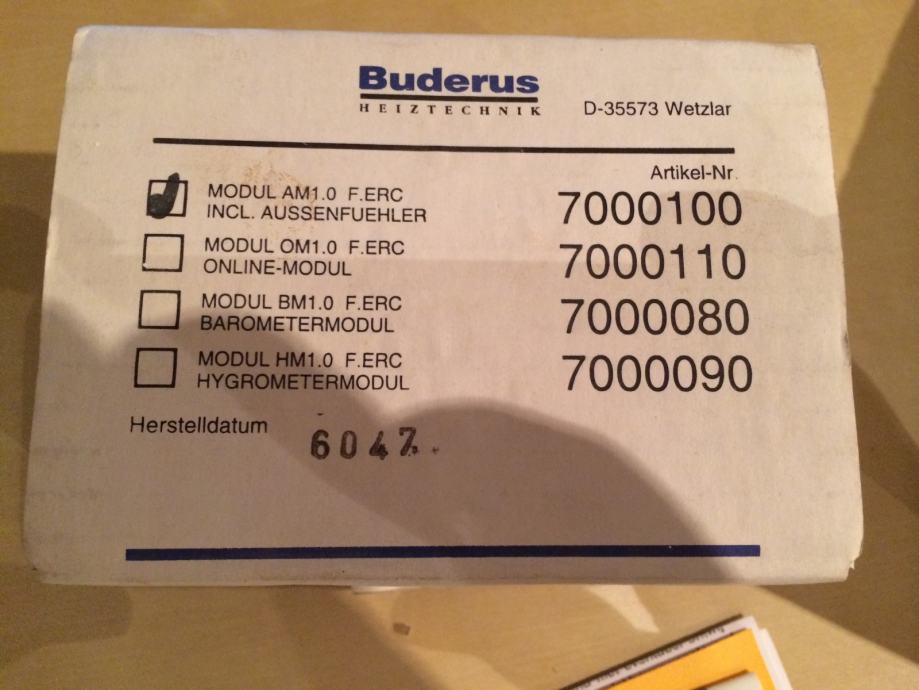 Buderus
HEIZTECHNIK
D-35573 Wetzlar
Artikel-Nr.
MODUL AM1.0 F.ERC
INCL. AUSSENFUEHLER
7000100
MODUL OM1.0 F.ERC
ONLINE-MODUL
7000110
MODUL BM1.0 F.ERC
BAROMETERMODUL
7000080
MODUL HM1.0 F.ERC
HYGROMETERMODUL
7000090
Herstelldatum
6047